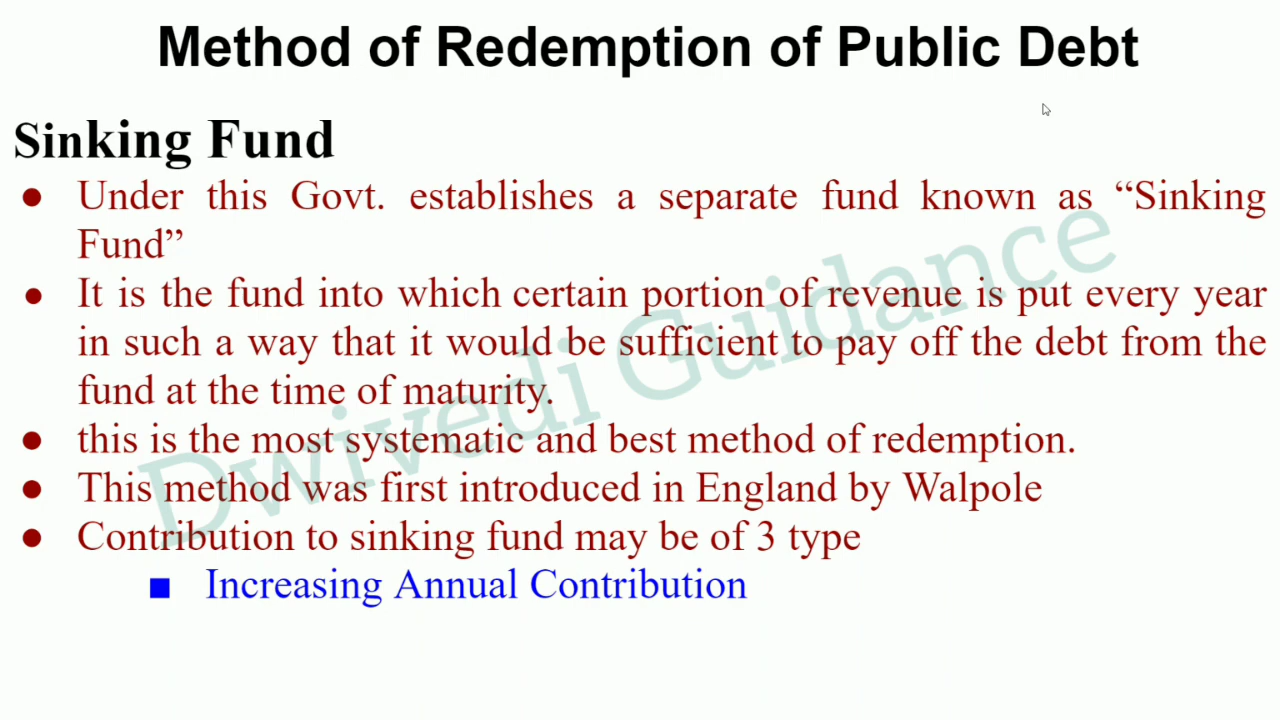 Method of Redemption of Public Debt
Sinking Fund
● Under this Govt. establishes a separate fund known as “Sinking
Fund”
● It is the fund into which certain portion of revenue is put every year
in such a way that it would be sufficient to pay off the debt from the
fund at the time of maturity.
● this is the most systematic and best method of redemption.
● This method was first introduced in England by Walpole
● Contribution to sinking fund may be of 3 type
■ Increasing Annual Contribution
Dwivedi Guidance